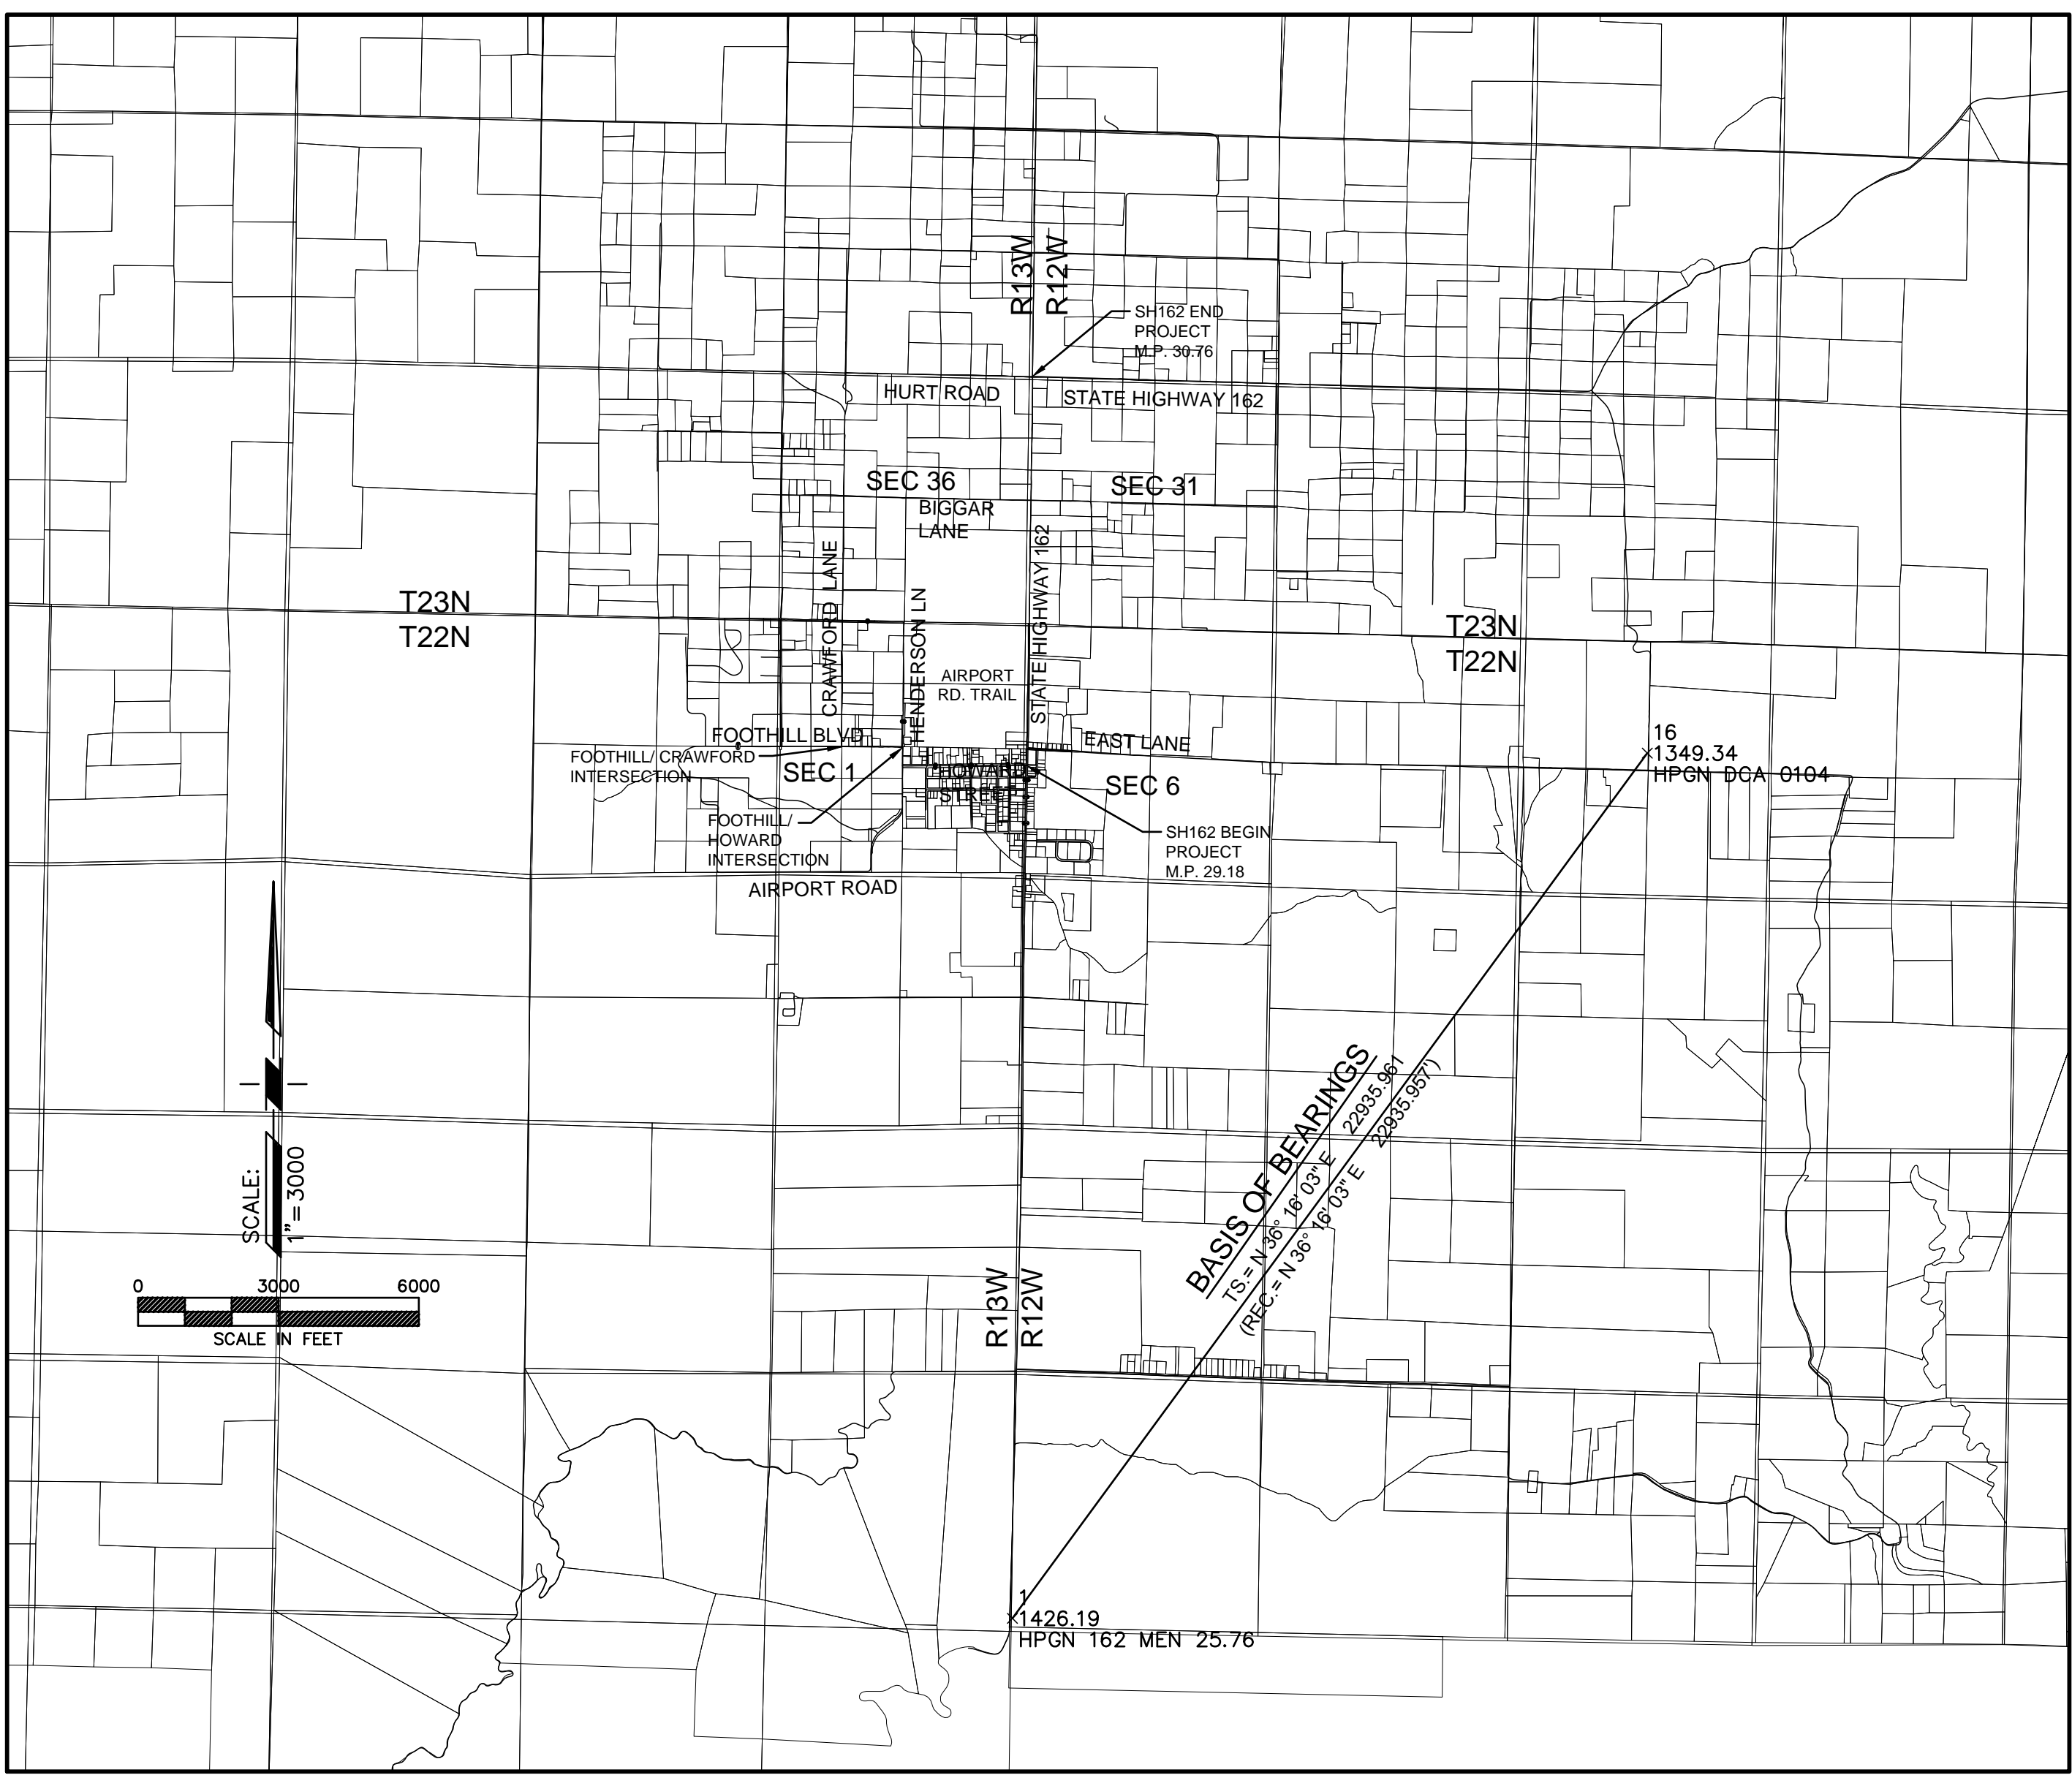 R13W
R12W
SH162 END
PROJECT
M.P. 30.76
HURT ROAD
STATE HIGHWAY 162
SEC 36
SEC 31
BIGGAR
LANE
CRAWFORD LANE
HENDERSON LN
STATE HIGHWAY 162
T23N
T22N
T23N
T22N
AIRPORT
RD. TRAIL
FOOTHILL BLVD
EAST LANE
FOOTHILL/ CRAWFORD
INTERSECTION
SEC 1
HOWARD
STREET
SEC 6
16
1349.34
HPGN DCA 0104
FOOTHILL/
HOWARD
INTERSECTION
SH162 BEGIN
PROJECT
M.P. 29.18
AIRPORT ROAD
BASIS OF BEARINGS
TS.= N 36° 16' 03" E 22935.961
(REC.= N 36° 16' 03" E 22935.957')
SCALE:
1"=3000
0 3000 6000
SCALE IN FEET
R13W
R12W
1
1426.19
HPGN 162 MEN 25.76